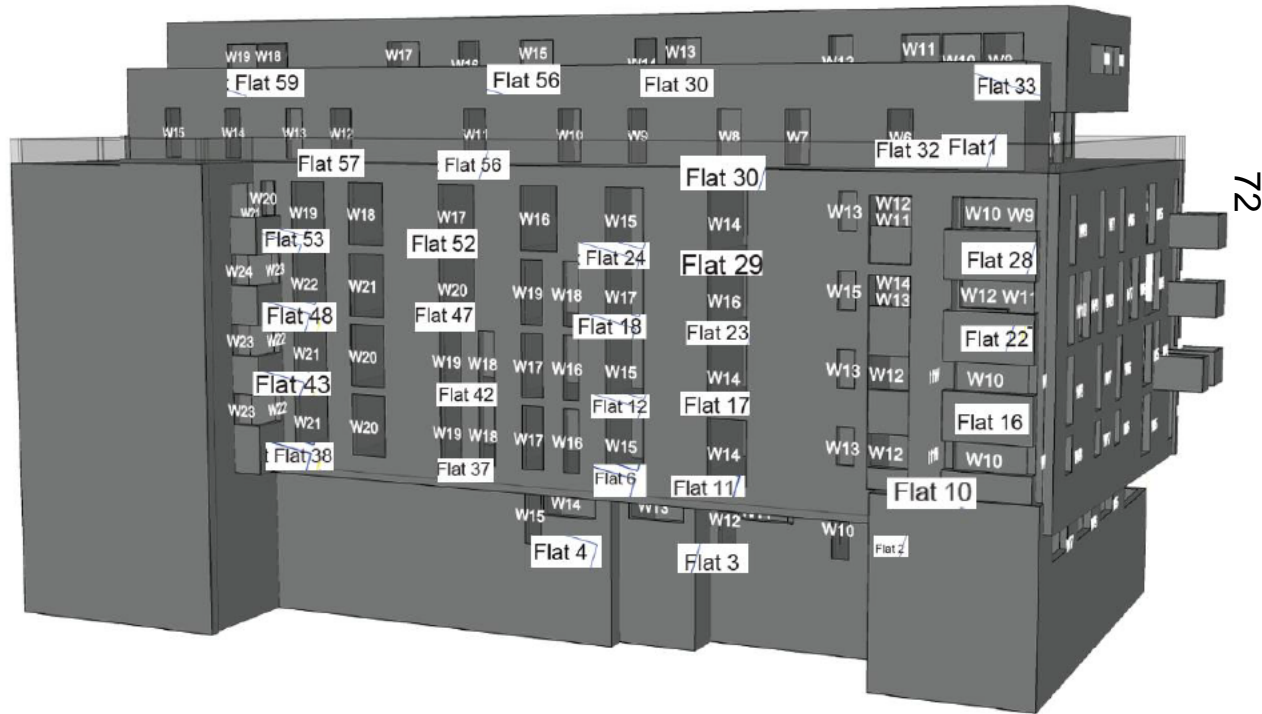 W19 W18
W17
W16
W15
W14
W13
W12
W11
W10
W9
Flat 59
Flat 56
Flat 30
Flat 33
W15
W14
W13
W12
W11
W10
W9
W8
W7
W6
Flat 57
Flat 56
Flat 30
Flat 32
Flat1
72
W20
W21
W19
W18
W17
W16
W15
W14
W13
W12
W11
W10 W9
Flat 53
Flat 52
Flat 24
Flat 29
Flat 28
W24
W23
W22
W21
W20
W19
W18
W17
W16
W15
W14
W13
W12 W11
Flat 48
Flat 47
Flat 18
Flat 23
Flat 22
W23
W22
W21
W20
W19
W18
W17
W16
W15
W14
W13
W12
W10
Flat 43
Flat 42
Flat 12
Flat 17
Flat 16
W23
W22
W21
W20
W19
W18
W17
W16
W15
W14
W13
W12
W10
Flat 38
Flat 37
Flat 6
Flat 11
Flat 10
W15
W14
W13
W12
W10
Flat 4
Flat 3
Flat 2